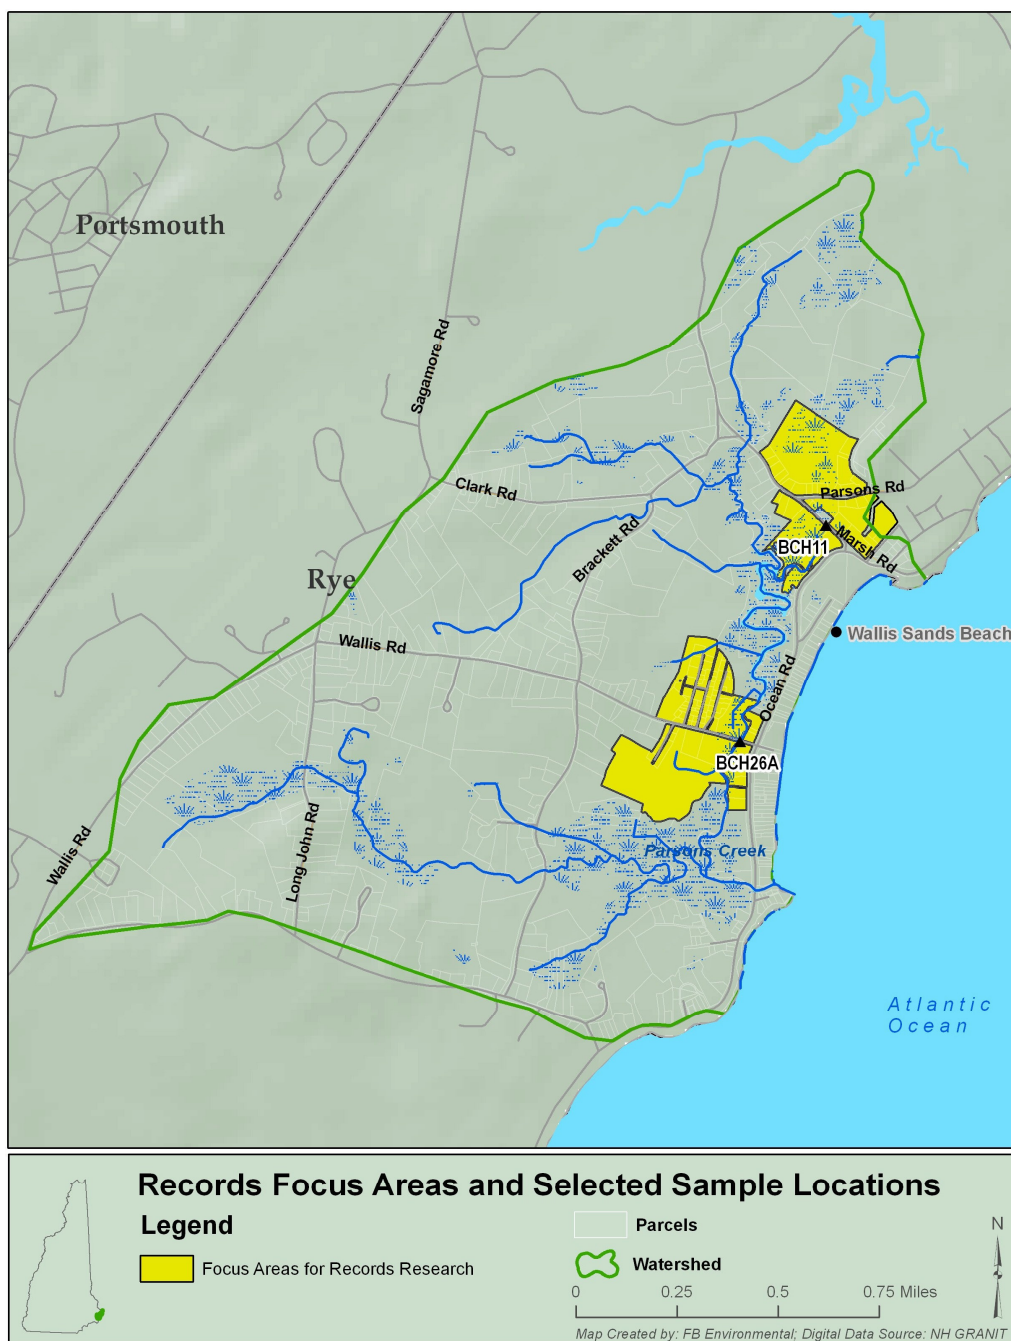 Portsmouth
Sagamore Rd
Clark Rd
Parsons Rd
Brackett Rd
BCH11
Marsh Rd
Rye
Wallis Rd
Wallis Sands Beach
Ocean Rd
BCH26A
Long John Rd
Wallis Rd
Parsons Creek
Atlantic
Ocean
Records Focus Areas and Selected Sample Locations
Legend
Parcels
N
Focus Areas for Records Research
Watershed
0 0.25 0.5 0.75 Miles
Map Created by: FB Environmental; Digital Data Source: NH GRANIT